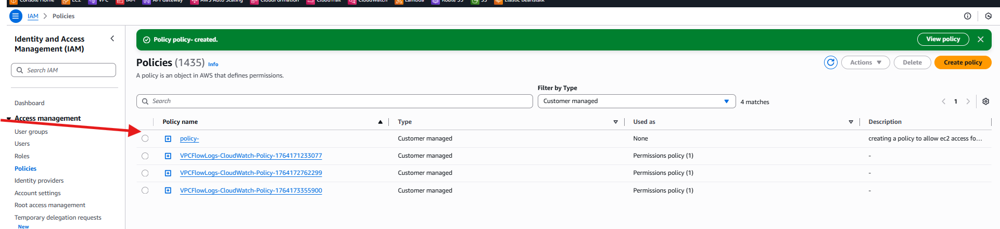 Console Home EC2 VPC IAM API Gateway AWS Auto Scaling CloudFormation CloudTrail CloudWatch Lambda Route 53 S3 Elastic Beanstalk
IAM Policies
Identity and Access
Management (IAM)
Search IAM
Dashboard
Access management
User groups
Users
Roles
Policies
Identity providers
Account settings
Root access management
Temporary delegation requests
New
Policy policy- created.
View policy
Policies (1435) Info
Actions Delete Create policy
A policy is an object in AWS that defines permissions.
Filter by Type
Search
Customer managed
4 matches
1
Policy name Type Used as Description
policy- Customer managed None creating a policy to allow ec2 access fo...
VPCFlowLogs-CloudWatch-Policy-1764171233077 Customer managed Permissions policy (1) -
VPCFlowLogs-CloudWatch-Policy-1764172762299 Customer managed Permissions policy (1) -
VPCFlowLogs-CloudWatch-Policy-1764173355900 Customer managed Permissions policy (1) -